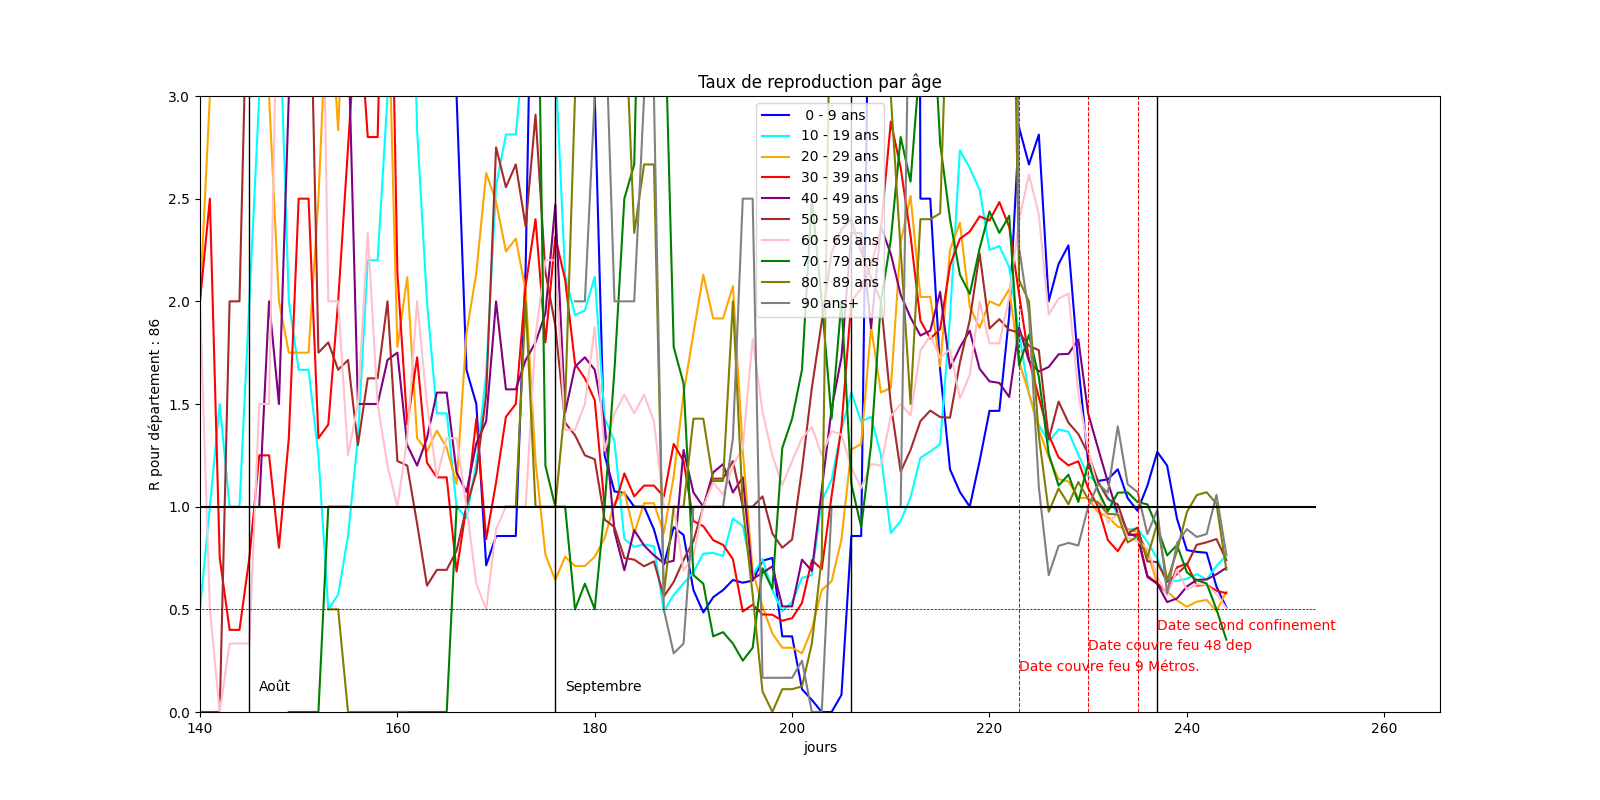 Taux de reproduction par âge
R pour département : 86
3.0
2.5
2.0
1.5
1.0
0.5
0.0
0 - 9 ans
10 - 19 ans
20 - 29 ans
30 - 39 ans
40 - 49 ans
50 - 59 ans
60 - 69 ans
70 - 79 ans
80 - 89 ans
90 ans+
Date second confinement
Date couvre feu 48 dep
Date couvre feu 9 Métros.
Août
Septembre
140 160 180 200 220 240 260
jours